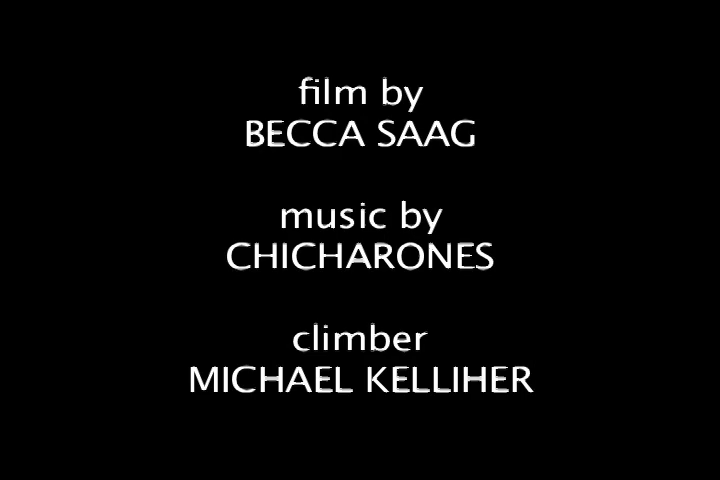 film by
BECCA SAAG
music by
CHICHARONES
climber
MICHAEL KELLIHER